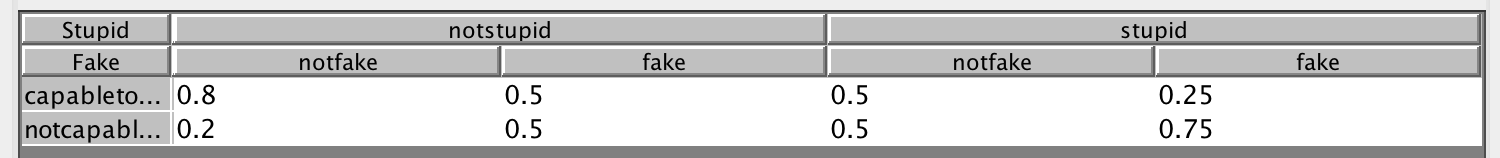 Stupid notstupid stupid
Fake notfake fake notfake fake
capableto... 0.8 0.5 0.5 0.25
notcapabl... 0.2 0.5 0.5 0.75